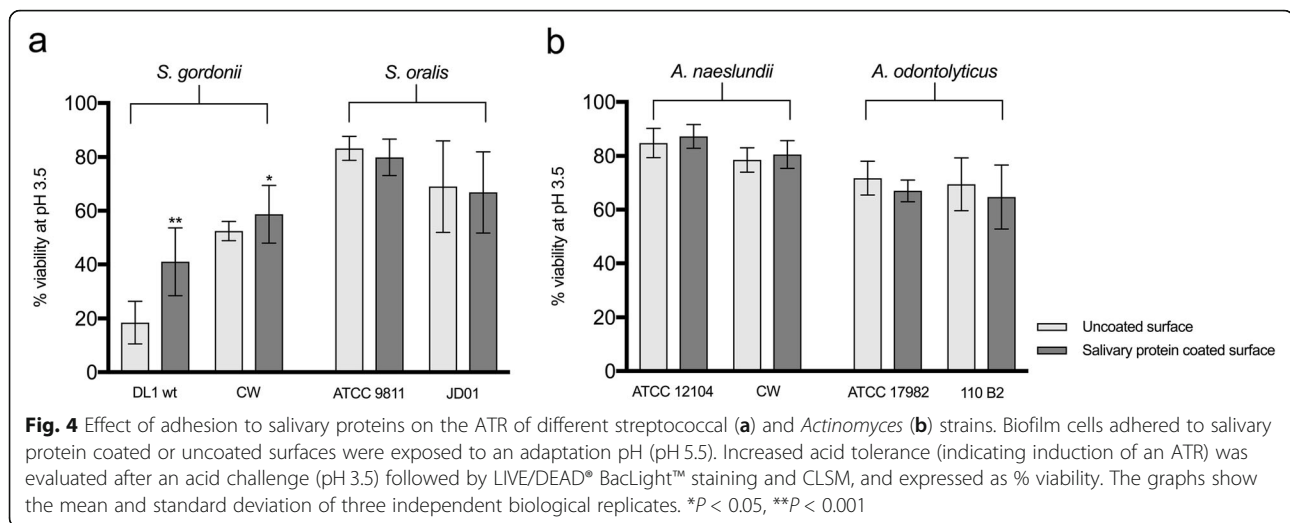 a
S. gordonii
S. oralis
100
80
60
40
20
0
% viability at pH 3.5
**
*
DL1 wt
CW
ATCC 9811
JD01
b
A. naeslundii
A. odontolyticus
100
80
60
40
20
0
% viability at pH 3.5
ATCC 12104
CW
ATCC 17982
110 B2
Uncoated surface
Salivary protein coated surface
Fig. 4 Effect of adhesion to salivary proteins on the ATR of different streptococcal (a) and Actinomyces (b) strains. Biofilm cells adhered to salivary
protein coated or uncoated surfaces were exposed to an adaptation pH (pH 5.5). Increased acid tolerance (indicating induction of an ATR) was
evaluated after an acid challenge (pH 3.5) followed by LIVE/DEAD® BacLight™ staining and CLSM, and expressed as % viability. The graphs show
the mean and standard deviation of three independent biological replicates. *P < 0.05, **P < 0.001